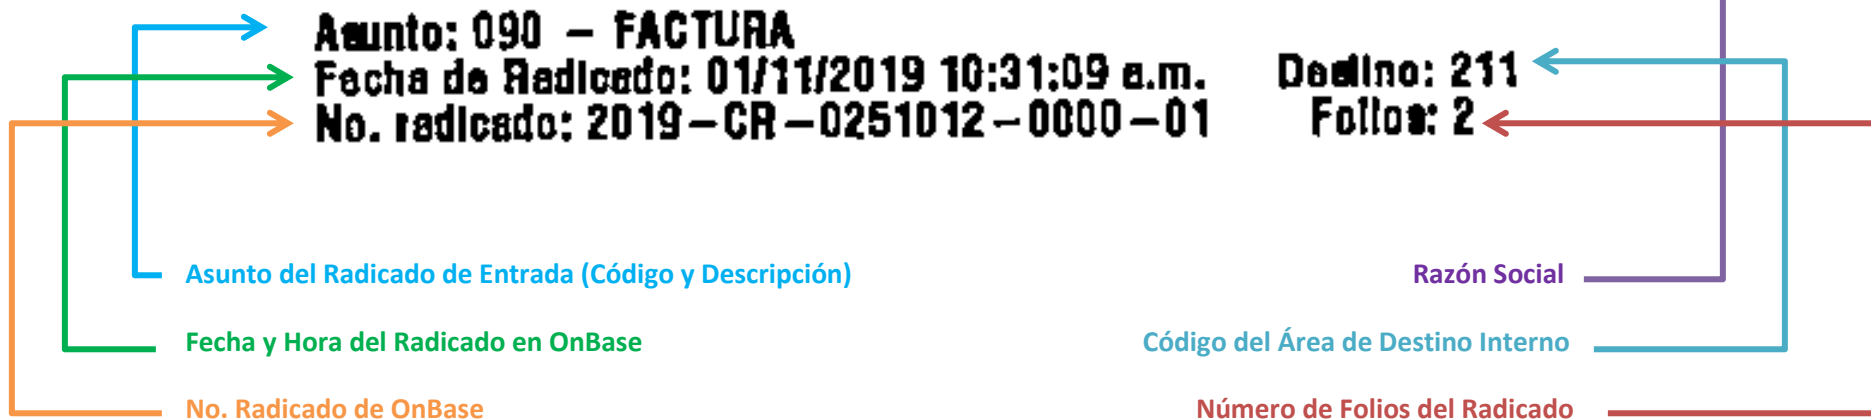 Asunto: 090 – FACTURA
Fecha de Radicado: 01/11/2019 10:31:09 a.m. Destino: 211
No. radicado: 2019–CR–0251012–0000–01 Folios: 2
Asunto del Radicado de Entrada (Código y Descripción) Razón Social
Fecha y Hora del Radicado en OnBase Código del Área de Destino Interno
No. Radicado de OnBase Número de Folios del Radicado